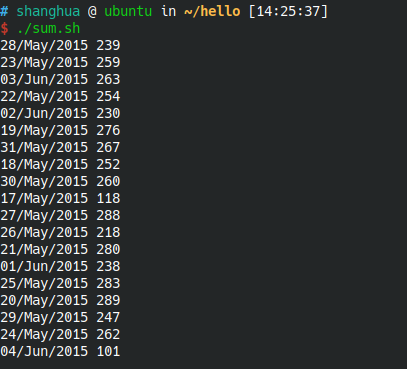 # shanghua @ ubuntu in ~/hello [14:25:37]
$ ./sum.sh
28/May/2015 239
23/May/2015 259
03/Jun/2015 263
22/May/2015 254
02/Jun/2015 230
19/May/2015 276
31/May/2015 267
18/May/2015 252
30/May/2015 260
17/May/2015 118
27/May/2015 288
26/May/2015 218
21/May/2015 280
01/Jun/2015 238
25/May/2015 283
20/May/2015 289
29/May/2015 247
24/May/2015 262
04/Jun/2015 101